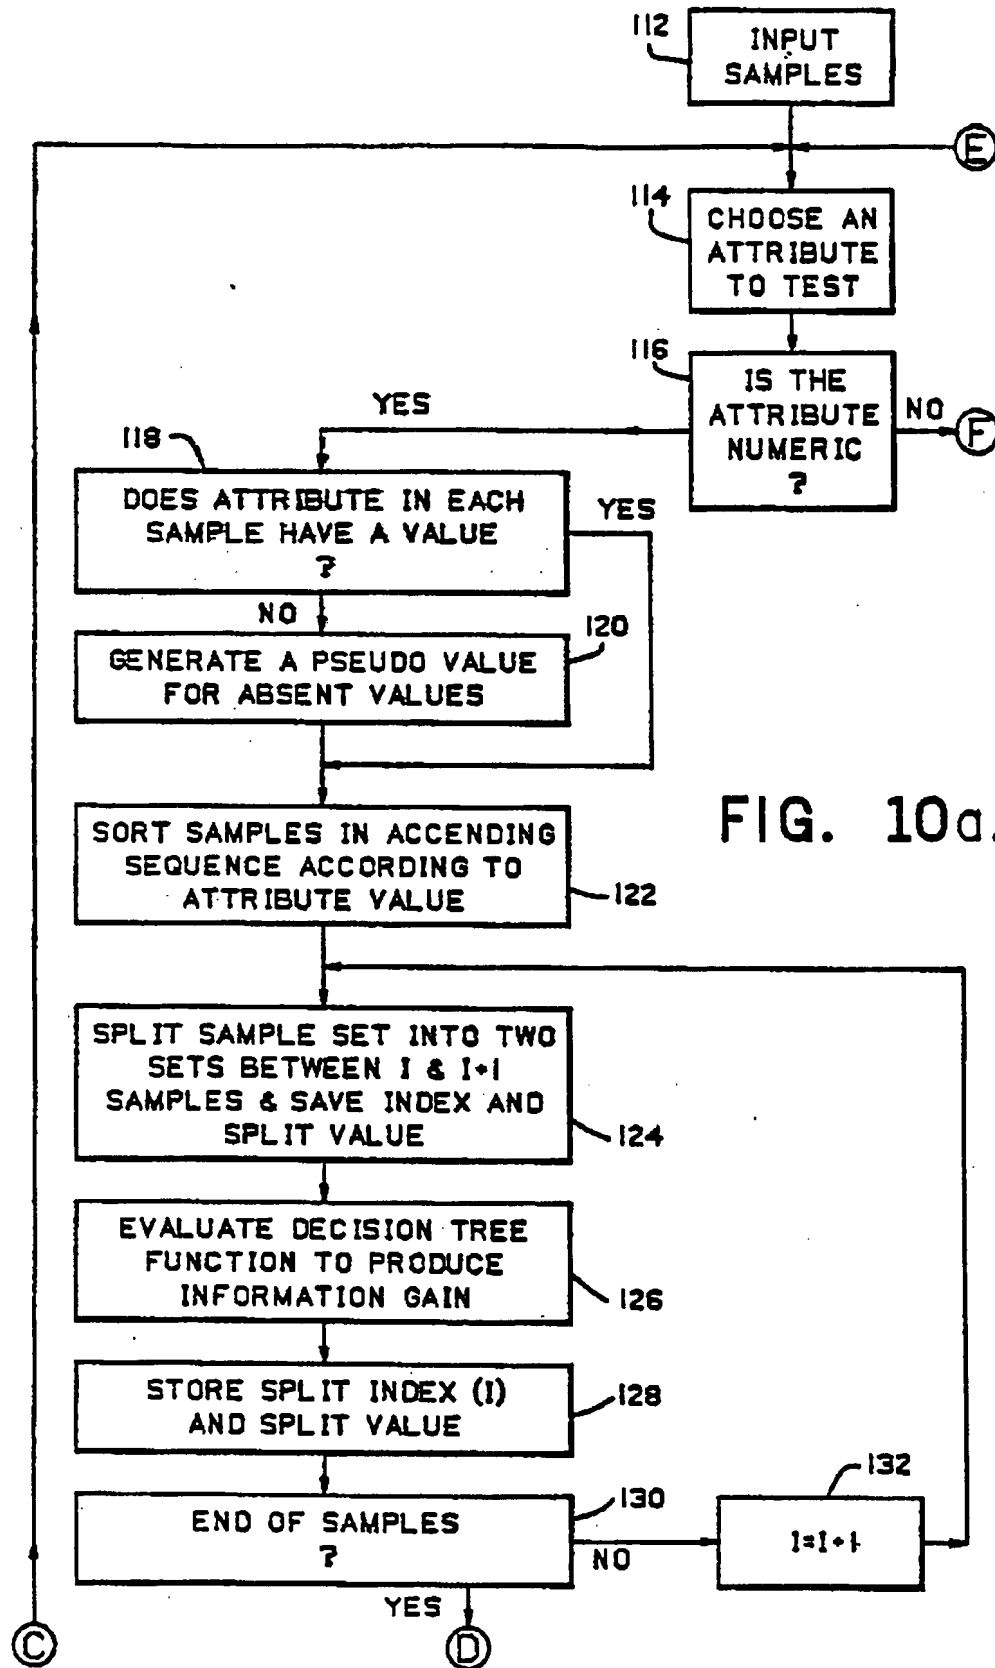 112
INPUT
SAMPLES
E
114
CHOOSE AN
ATTRIBUTE
TO TEST
116
IS THE
ATTRIBUTE
NUMERIC
?
NO
F
YES
118
DOES ATTRIBUTE IN EACH
SAMPLE HAVE A VALUE
?
YES
NO
120
GENERATE A PSEUDO VALUE
FOR ABSENT VALUES
FIG. 10a.
SORT SAMPLES IN ACCENDING
SEQUENCE ACCORDING TO
ATTRIBUTE VALUE
122
SPLIT SAMPLE SET INTO TWO
SETS BETWEEN I & I+1
SAMPLES & SAVE INDEX AND
SPLIT VALUE
124
EVALUATE DECISION TREE
FUNCTION TO PRODUCE
INFORMATION GAIN
126
STORE SPLIT INDEX (I)
AND SPLIT VALUE
128
END OF SAMPLES
?
130
NO
132
I=I+1
YES
C
D